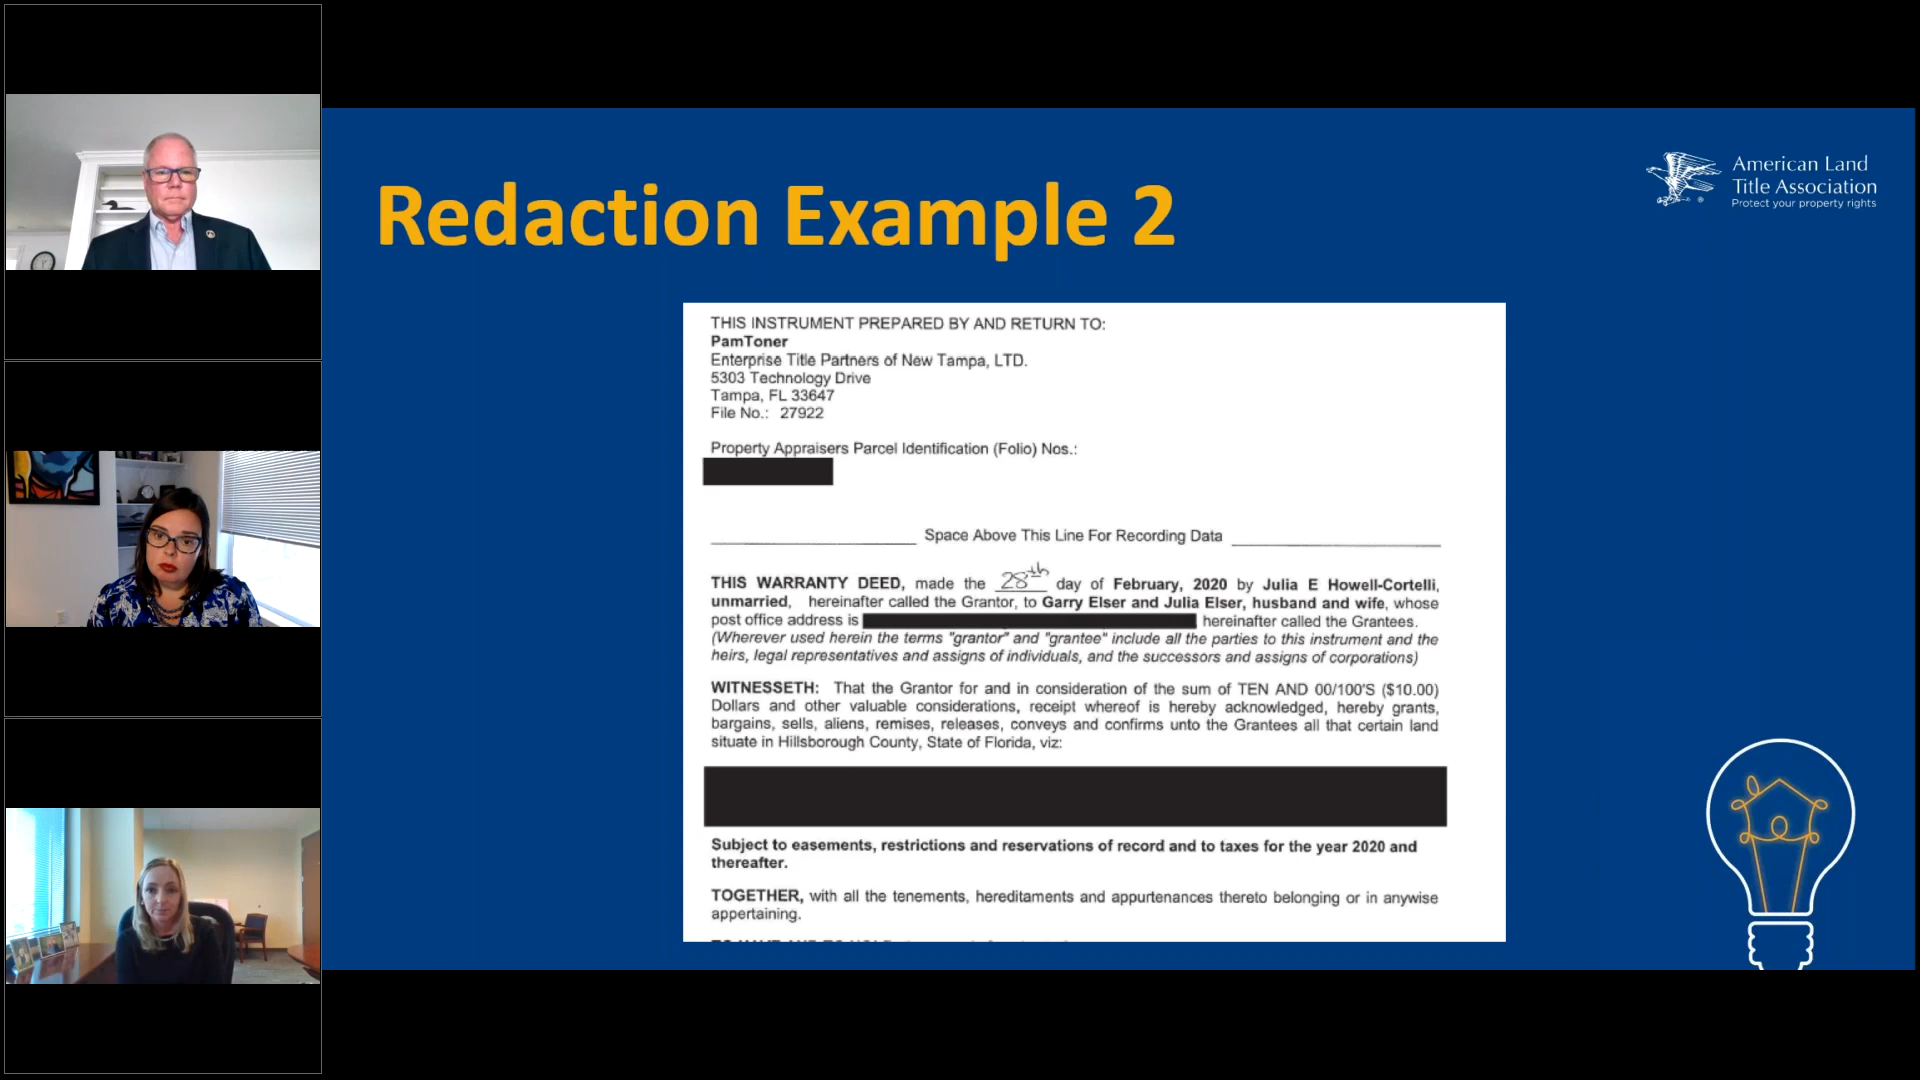 Redaction Example 2
American Land
Title Association
Protect your property rights
THIS INSTRUMENT PREPARED BY AND RETURN TO:
PamToner
Enterprise Title Partners of New Tampa, LTD.
5303 Technology Drive
Tampa, FL 33647
File No.: 27922
Property Appraisers Parcel Identification (Folio) Nos.:
Space Above This Line For Recording Data
THIS WARRANTY DEED, made the 28th day of February, 2020 by Julia E Howell-Cortelli,
unmarried, hereinafter called the Grantor, to Garry Elser and Julia Elser, husband and wife, whose
post office address is hereinafter called the Grantees.
(Wherever used herein the terms "grantor" and "grantee" include all the parties to this instrument and the
heirs, legal representatives and assigns of individuals, and the successors and assigns of corporations)
WITNESSETH: That the Grantor for and in consideration of the sum of TEN AND 00/100'S ($10.00)
Dollars and other valuable considerations, receipt whereof is hereby acknowledged, hereby grants,
bargains, sells, aliens, remises, releases, conveys and confirms unto the Grantees all that certain land
situate in Hillsborough County, State of Florida, viz:
Subject to easements, restrictions and reservations of record and to taxes for the year 2020 and
thereafter.
TOGETHER, with all the tenements, hereditaments and appurtenances thereto belonging or in anywise
appertaining.